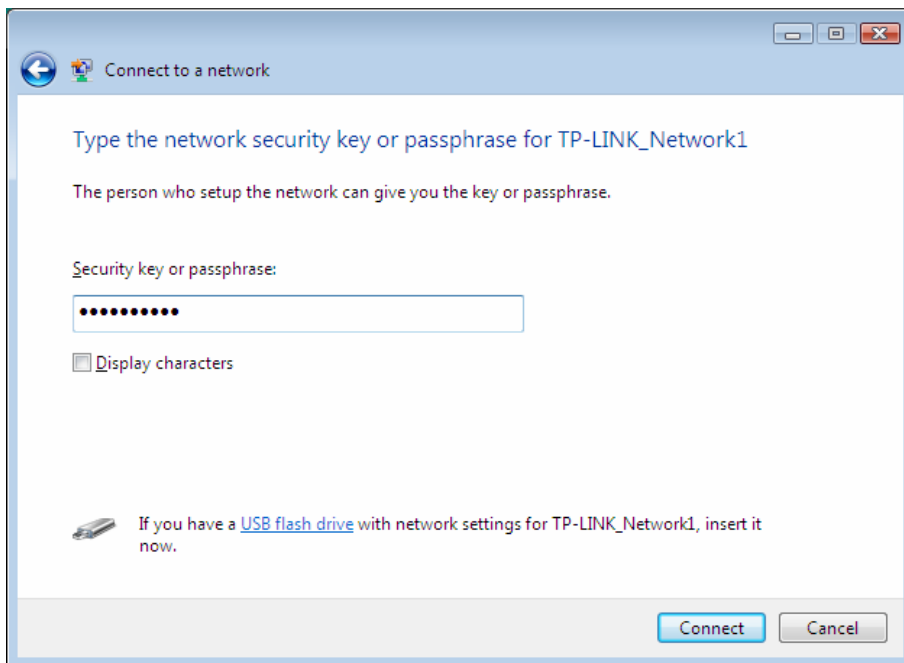 Connect to a network
Type the network security key or passphrase for TP-LINK_Network1
The person who setup the network can give you the key or passphrase.
Security key or passphrase:
••••••••••
Display characters
If you have a USB flash drive with network settings for TP-LINK_Network1, insert it
now.
Connect Cancel